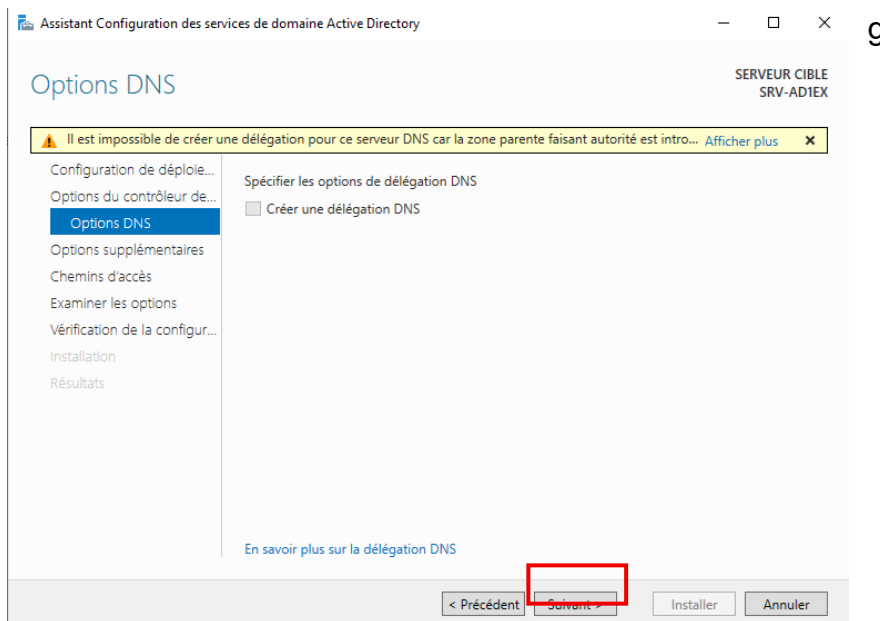 Assistant Configuration des services de domaine Active Directory
g
Options DNS
SERVEUR CIBLE
SRV-AD1EX
Il est impossible de créer une délégation pour ce serveur DNS car la zone parente faisant autorité est intro... Afficher plus
Configuration de déploie...
Options du contrôleur de...
Options DNS
Options supplémentaires
Chemins d'accès
Examiner les options
Vérification de la configur...
Installation
Résultats
Spécifier les options de délégation DNS
Créer une délégation DNS
En savoir plus sur la délégation DNS
< Précédent Suivant > Installer Annuler